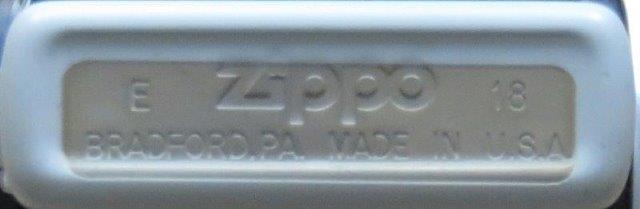 E Zippo 18
BRADFORD, PA. MADE IN U.S.A